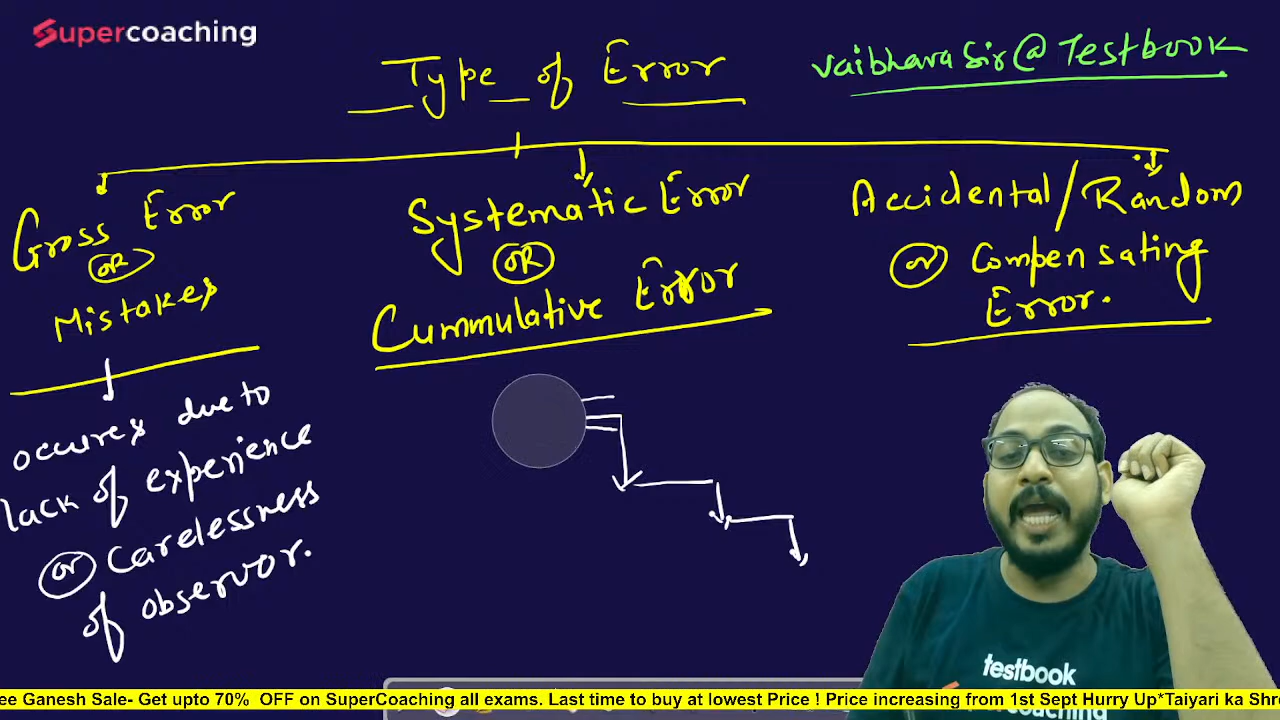 Supercoaching
Type of Error
Vaibhava Sir@Testbook
Gross Error
OR
Mistakes
occures due to
lack of experience
or Carelessness
of observor.
Systematic Error
OR
Cummulative Error
Accidental/Random
or Compensating
Error.
testbook
coaching
ee Ganesh Sale- Get upto 70% OFF on SuperCoaching all exams. Last time to buy at lowest Price ! Price increasing from 1st Sept Hurry Up*Taiyari ka Shr